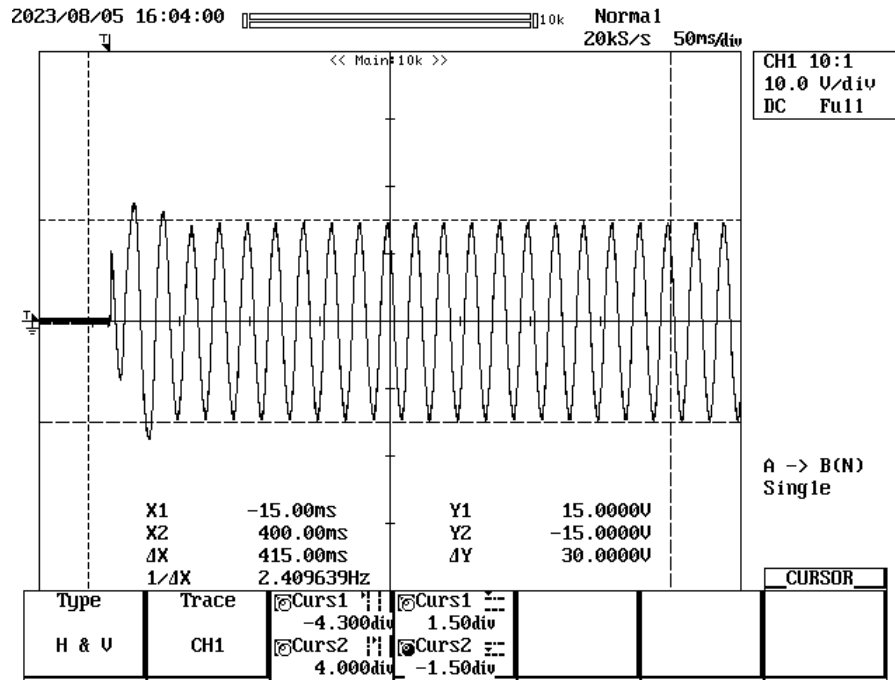 2023/08/05 16:04:00 10k Normal
20kS/s 50ms/div
<< Main:10k >>
CH1 10:1
10.0 V/div
DC Full
T
T
A -> B(N)
Single
X1 -15.00ms Y1 15.0000V
X2 400.00ms Y2 -15.0000V
ΔX 415.00ms ΔY 30.0000V
1/ΔX 2.409639Hz
CURSOR
Type Trace Curs1 Curs1
-4.300div 1.50div
H & V CH1 Curs2 Curs2
4.000div -1.50div